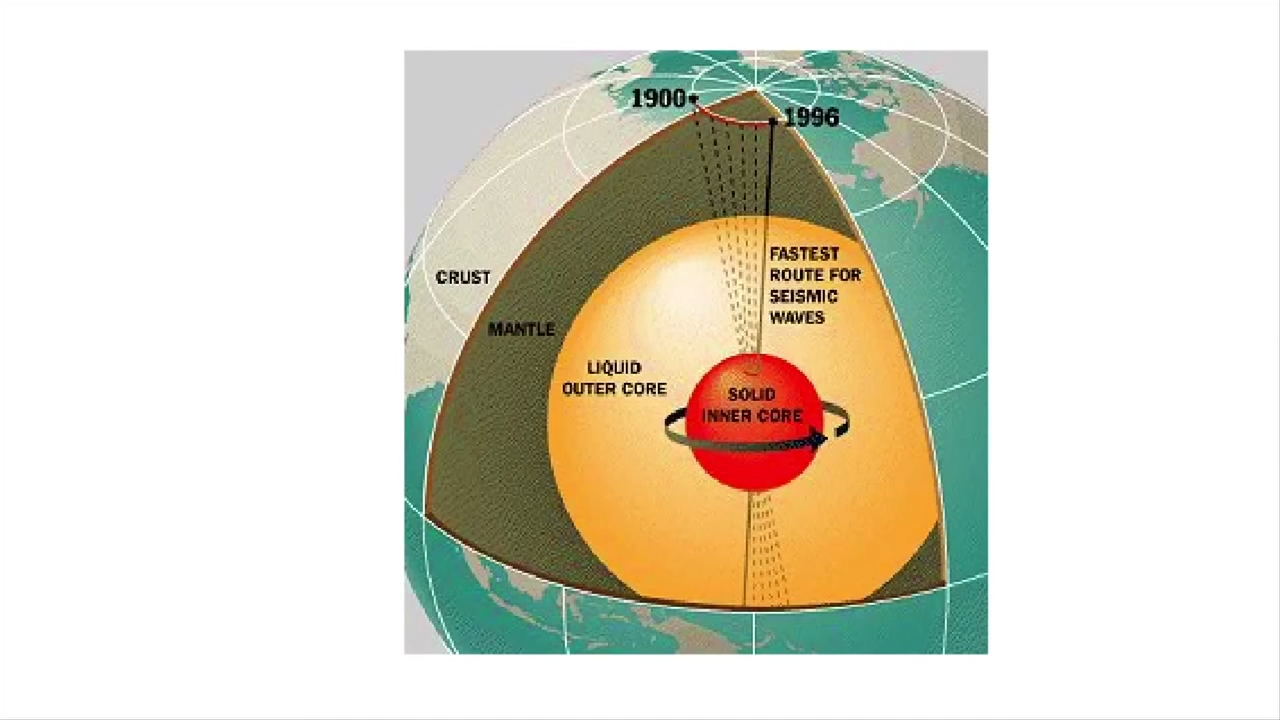 1900
1996
FASTEST
ROUTE FOR
SEISMIC
WAVES
CRUST
MANTLE
LIQUID
OUTER CORE
SOLID
INNER CORE